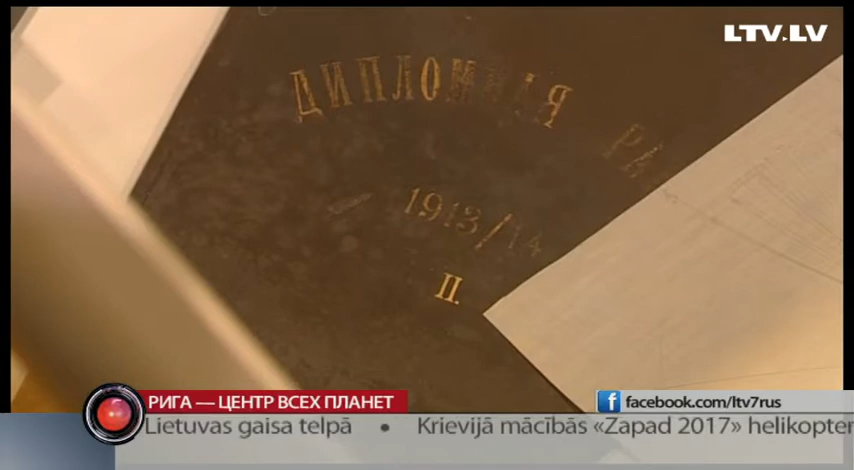 LTV.LV
ДИПЛОМНАЯ РА
1913/14
II.
РИГА — ЦЕНТР ВСЕХ ПЛАНЕТ
facebook.com/ltv7rus
Lietuvas gaisa telpā • Krievijā mācībās «Zapad 2017» helikopter